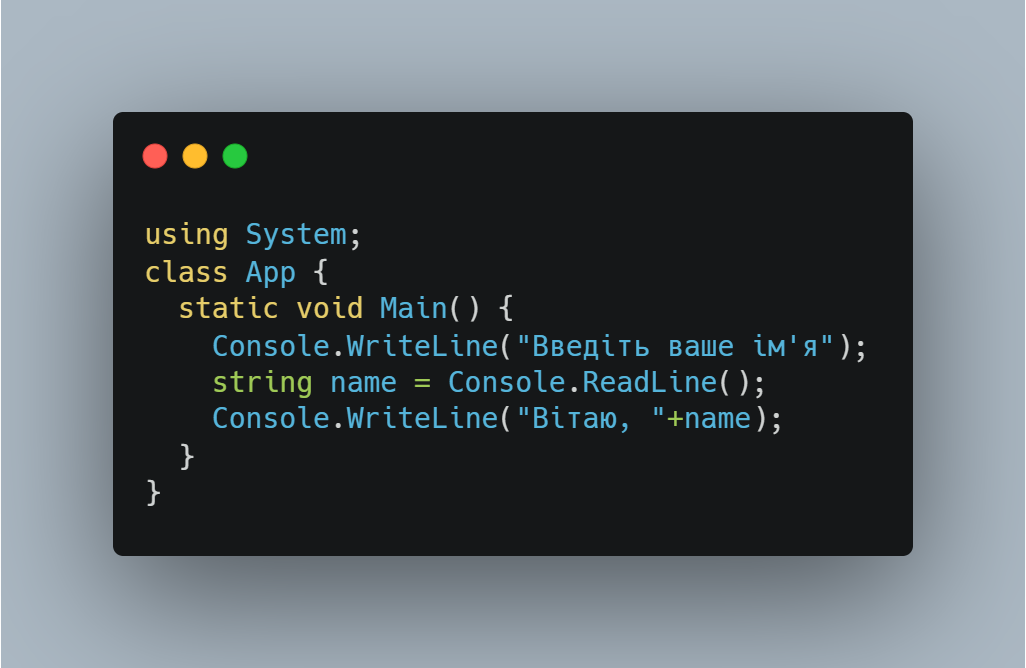 using System;
class App {
  static void Main() {
    Console.WriteLine("Введіть ваше ім'я");
    string name = Console.ReadLine();
    Console.WriteLine("Вітаю, "+name);
  }
}